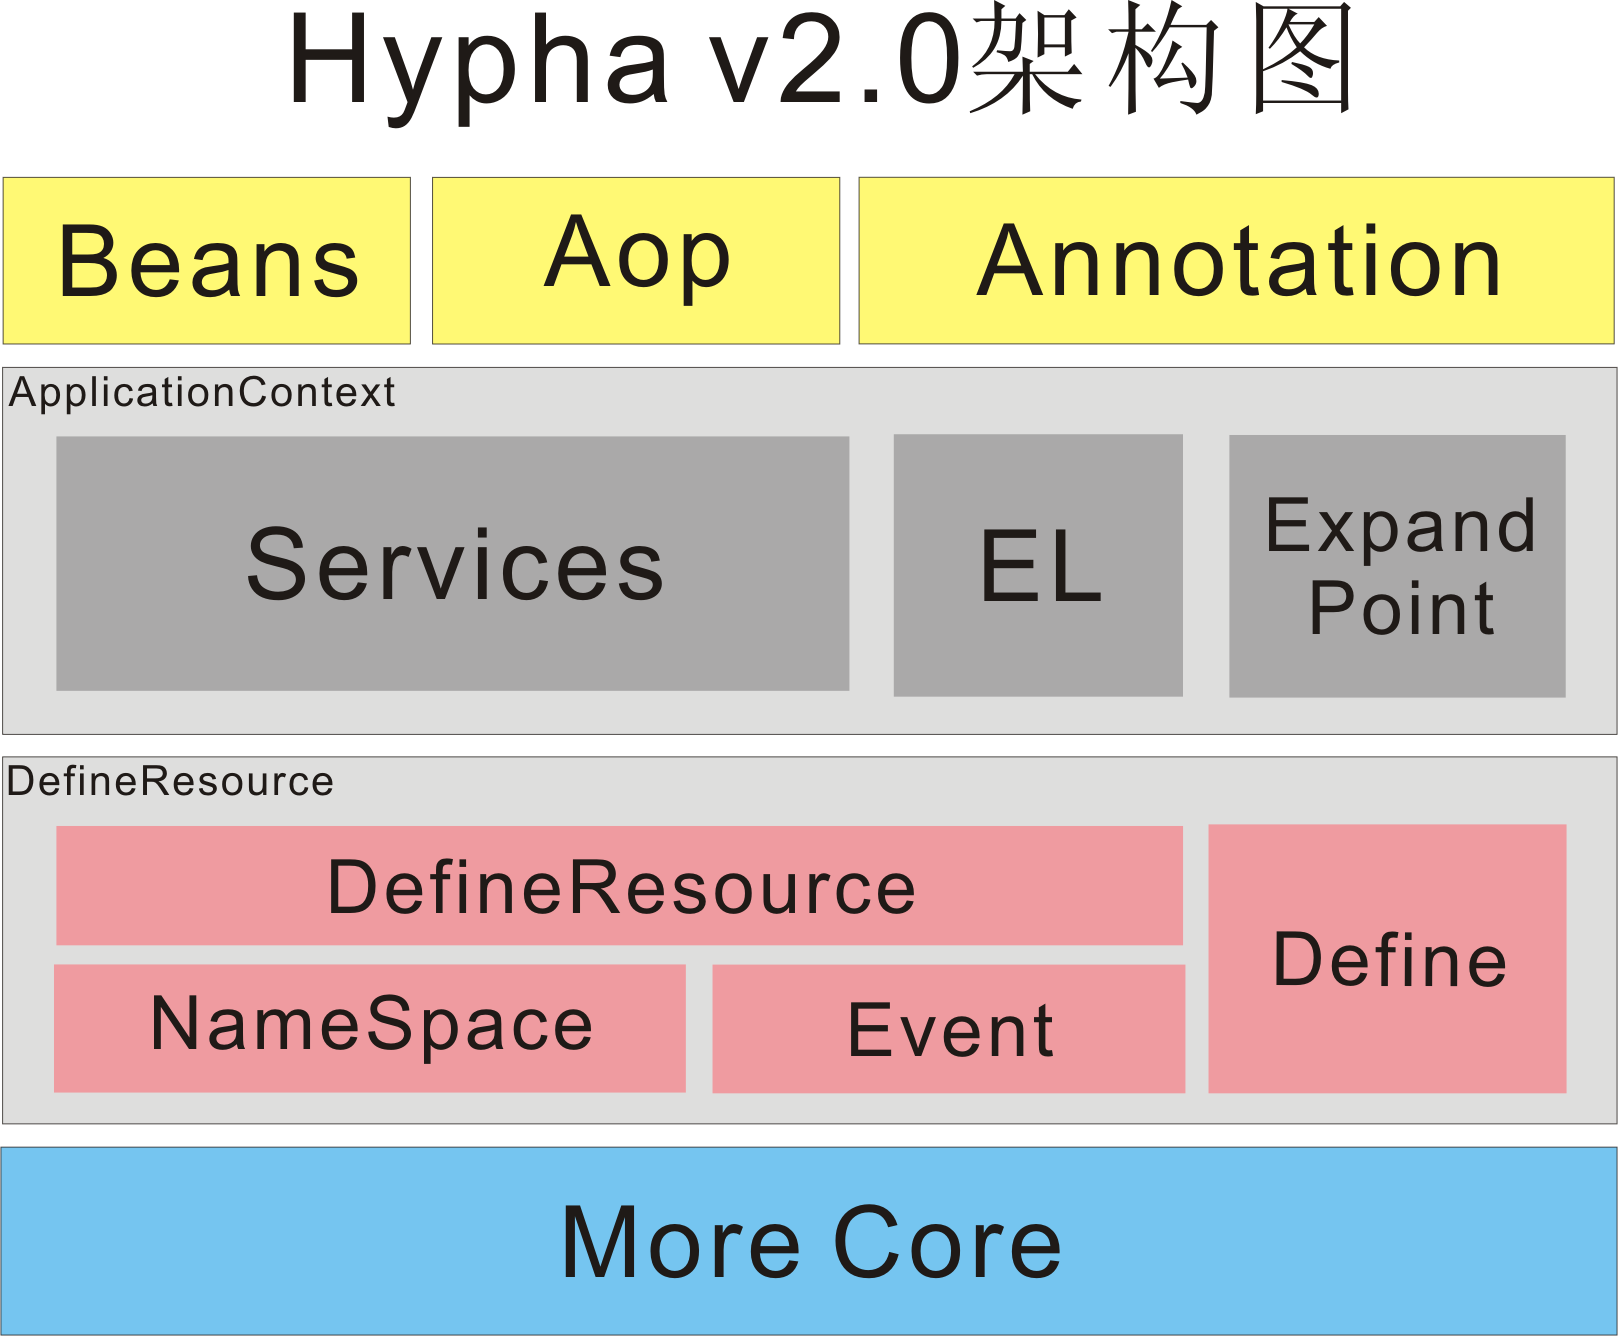 Hypha v2.0架构图
Beans
Aop
Annotation
ApplicationContext
Services
EL
Expand
Point
DefineResource
DefineResource
Define
NameSpace
Event
More Core